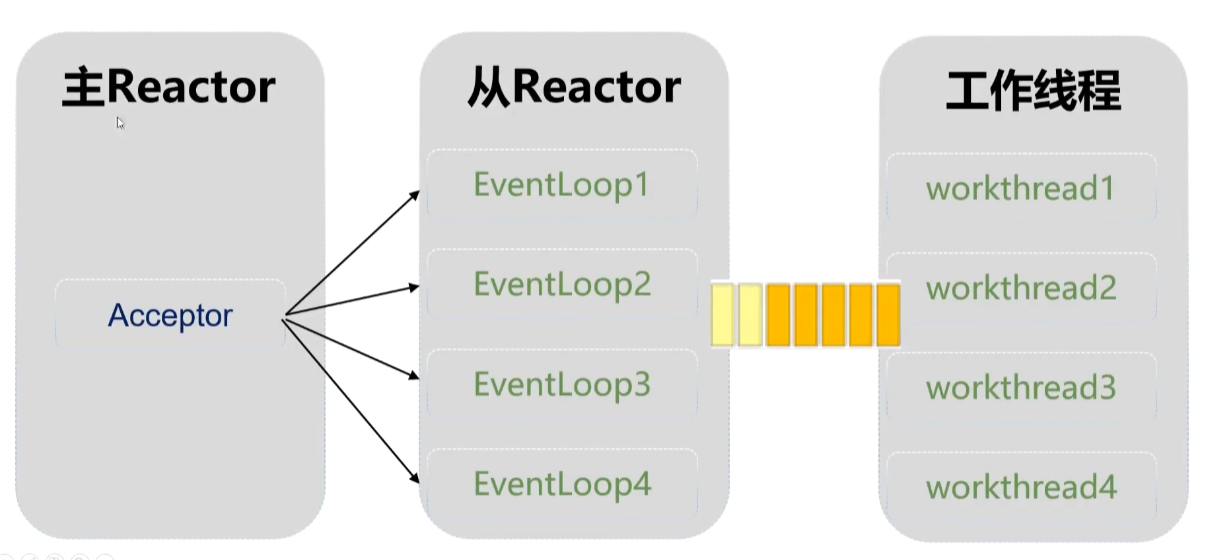 主Reactor
Acceptor
从Reactor
EventLoop1
EventLoop2
EventLoop3
EventLoop4
工作线程
workthread1
workthread2
workthread3
workthread4